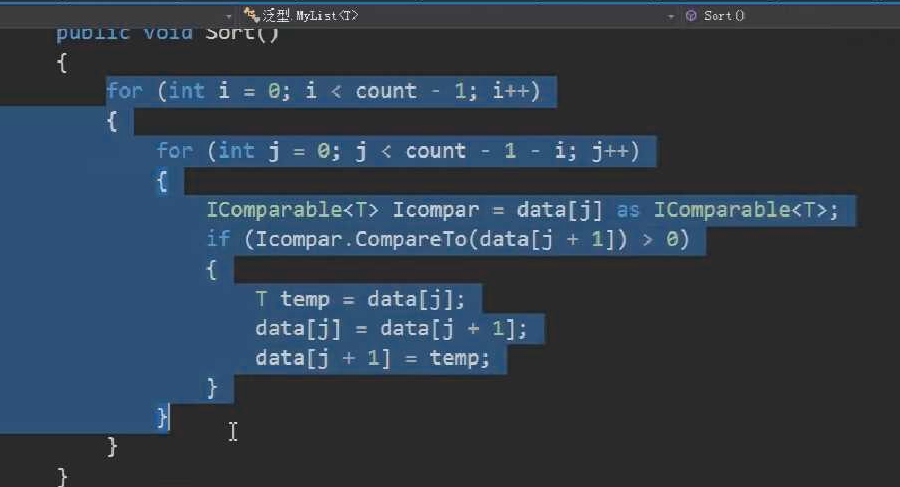 泛型.MyList<T> Sort()
public void Sort()
{
for (int i = 0; i < count - 1; i++)
{
for (int j = 0; j < count - 1 - i; j++)
{
IComparable<T> Icompar = data[j] as IComparable<T>;
if (Icompar.CompareTo(data[j + 1]) > 0)
{
T temp = data[j];
data[j] = data[j + 1];
data[j + 1] = temp;
}
}
}
}